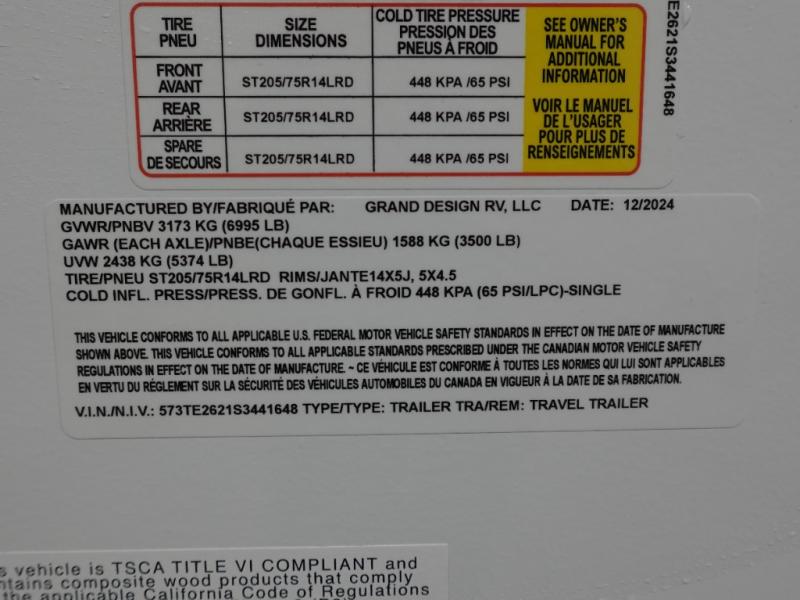 TIRE PNEU
SIZE DIMENSIONS
COLD TIRE PRESSURE PRESSION DES PNEUS À FROID
FRONT AVANT
ST205/75R14LRD
448 KPA /65 PSI
REAR ARRIÈRE
ST205/75R14LRD
448 KPA /65 PSI
SPARE DE SECOURS
ST205/75R14LRD
448 KPA /65 PSI
SEE OWNER'S
MANUAL FOR
ADDITIONAL
INFORMATION
VOIR LE MANUEL
DE L'USAGER
POUR PLUS DE
RENSEIGNEMENTS
E2621S3441648
MANUFACTURED BY/FABRIQUÉ PAR: GRAND DESIGN RV, LLC DATE: 12/2024
GVWR/PNBV 3173 KG (6995 LB)
GAWR (EACH AXLE)/PNBE(CHAQUE ESSIEU) 1588 KG (3500 LB)
UVW 2438 KG (5374 LB)
TIRE/PNEU ST205/75R14LRD RIMS/JANTE14X5J, 5X4.5
COLD INFL. PRESS/PRESS. DE GONFL. À FROID 448 KPA (65 PSI/LPC)-SINGLE
THIS VEHICLE CONFORMS TO ALL APPLICABLE U.S. FEDERAL MOTOR VEHICLE SAFETY STANDARDS IN EFFECT ON THE DATE OF MANUFACTURE
SHOWN ABOVE. THIS VEHICLE CONFORMS TO ALL APPLICABLE STANDARDS PRESCRIBED UNDER THE CANADIAN MOTOR VEHICLE SAFETY
REGULATIONS IN EFFECT ON THE DATE OF MANUFACTURE. ~ CE VÉHICULE EST CONFORME À TOUTES LES NORMES QUI LUI SONT APPLICABLES
EN VERTU DU RÉGLEMENT SUR LA SÉCURITÉ DES VÉHICULES AUTOMOBILES DU CANADA EN VIGUEUR À LA DATE DE SA FABRICATION.
V.I.N./N.I.V.: 573TE2621S3441648 TYPE/TYPE: TRAILER TRA/REM: TRAVEL TRAILER
s vehicle is TSCA TITLE VI COMPLIANT and
ntains composite wood products that comply
the applicable California Code of Regulations